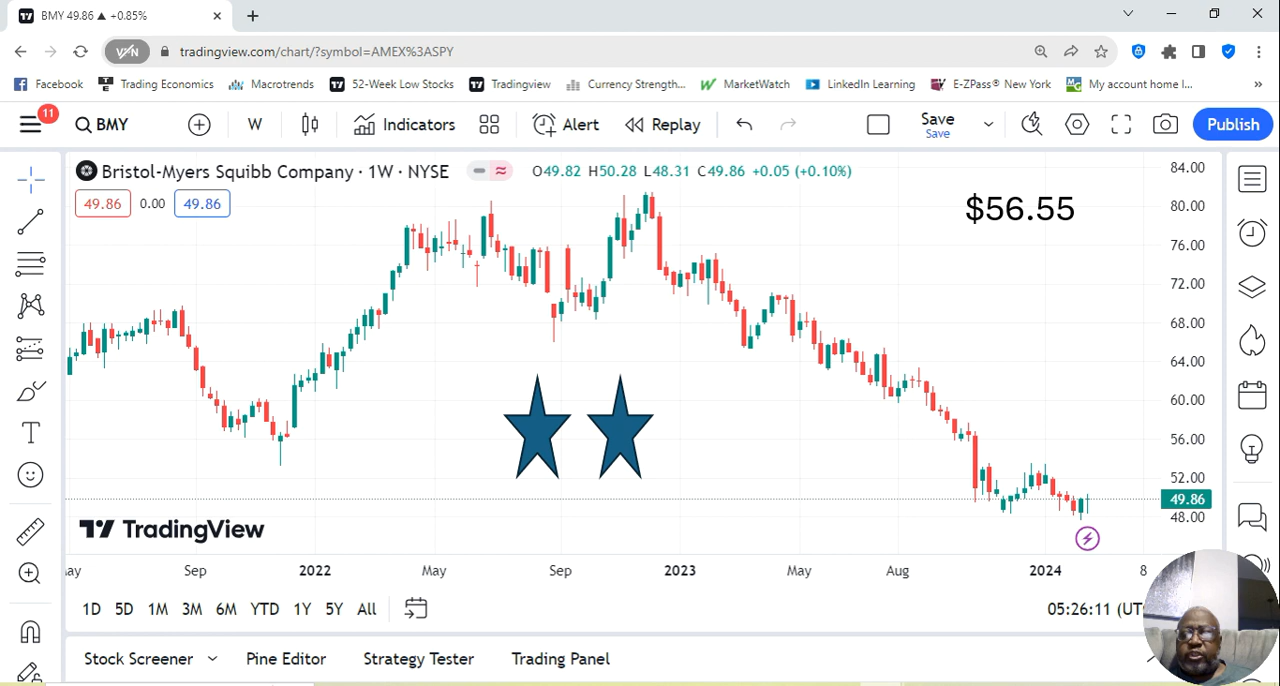 BMY 49.86 ▲ +0.85%
tradingview.com/chart/?symbol=AMEX%3ASPY
VPN
Facebook
Trading Economics
Macrotrends
52-Week Low Stocks
Tradingview
Currency Strength...
MarketWatch
LinkedIn Learning
E-ZPass® New York
My account home l...
»
11
BMY
W
Indicators
Alert
Replay
Save
Save
Publish
Bristol-Myers Squibb Company · 1W · NYSE
O49.82 H50.28 L48.31 C49.86 +0.05 (+0.10%)
49.86
0.00
49.86
$56.55
84.00
80.00
76.00
72.00
68.00
64.00
60.00
56.00
52.00
49.86
48.00
TradingView
ay
Sep
2022
May
Sep
2023
May
Aug
2024
8
1D
5D
1M
3M
6M
YTD
1Y
5Y
All
05:26:11 (UT
Stock Screener
Pine Editor
Strategy Tester
Trading Panel